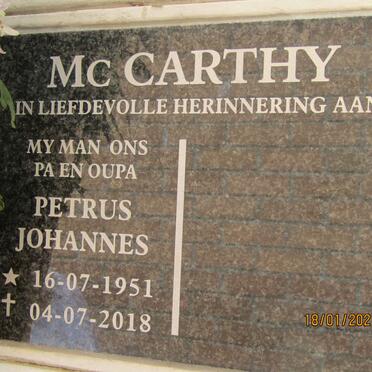 Mc CARTHY
IN LIEFDEVOLLE HERINNERING AAN
MY MAN ONS
PA EN OUPA
PETRUS
JOHANNES
★ 16-07-1951
✝ 04-07-2018